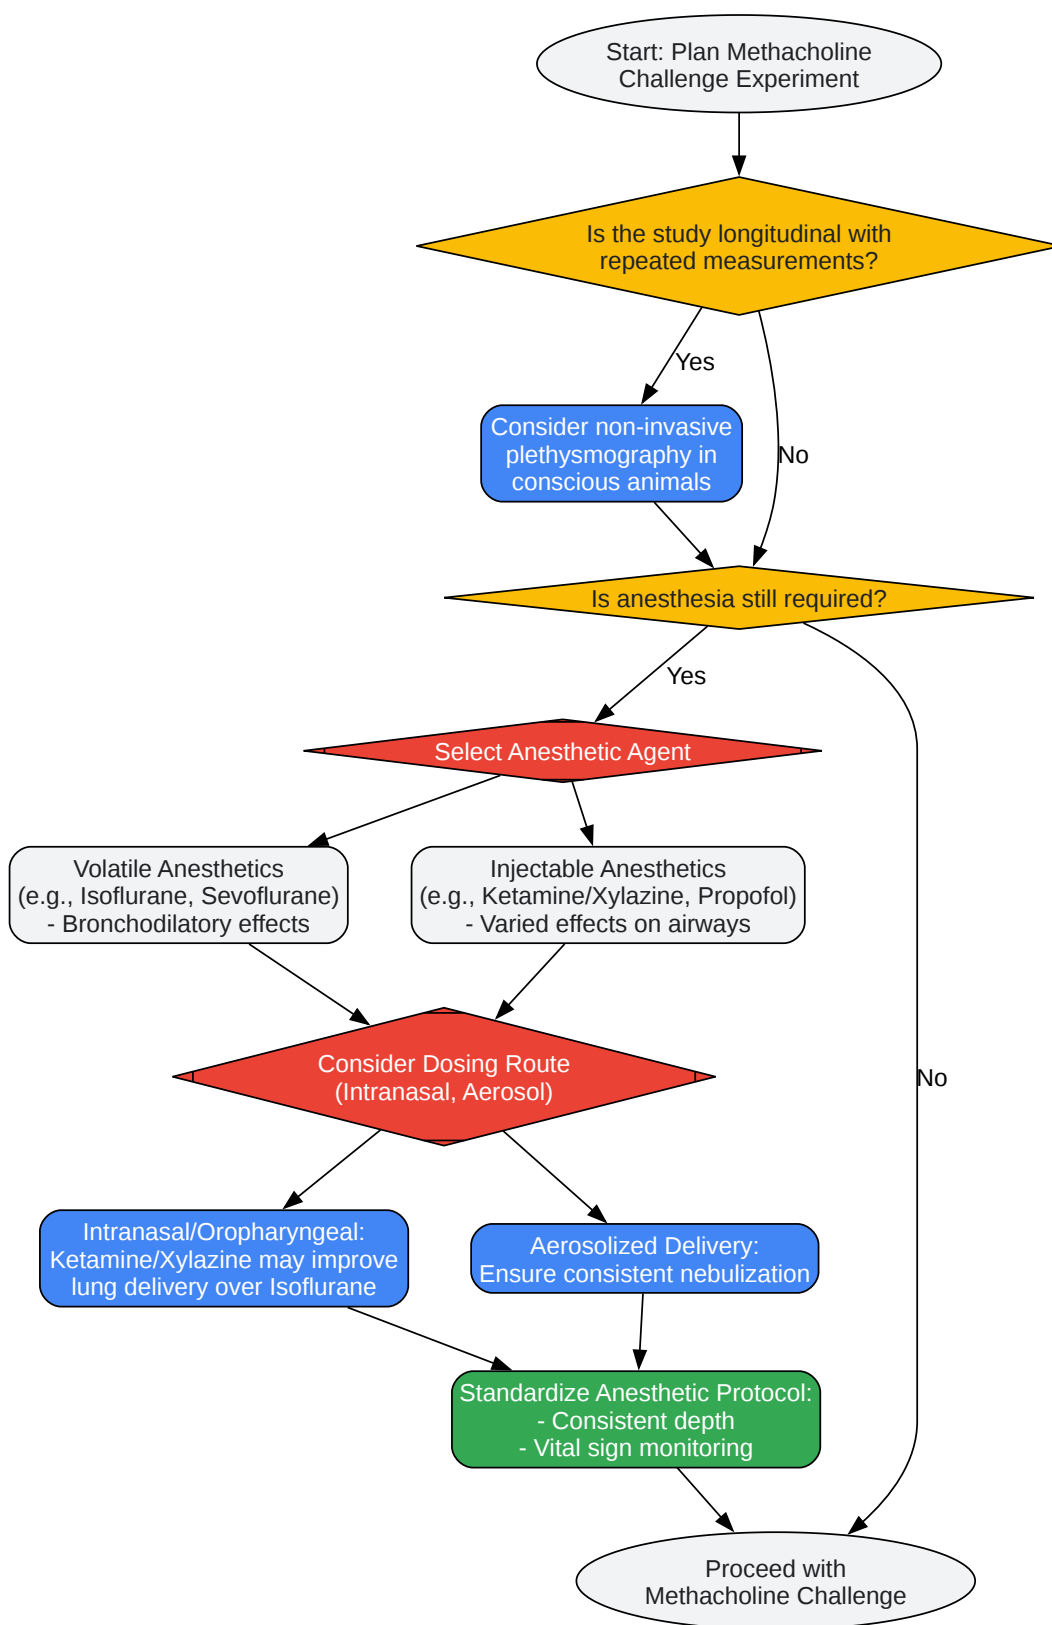 Start: Plan Methacholine
Challenge Experiment
Is the study longitudinal with
repeated measurements?
Yes
Consider non-invasive
plethysmography in
conscious animals
No
Is anesthesia still required?
Yes
Select Anesthetic Agent
Volatile Anesthetics
(e.g., Isoflurane, Sevoflurane)
- Bronchodilatory effects
Injectable Anesthetics
(e.g., Ketamine/Xylazine, Propofol)
- Varied effects on airways
Consider Dosing Route
(Intranasal, Aerosol)
No
Intranasal/Oropharyngeal:
Ketamine/Xylazine may improve
lung delivery over Isoflurane
Aerosolized Delivery:
Ensure consistent nebulization
Standardize Anesthetic Protocol:
- Consistent depth
- Vital sign monitoring
Proceed with
Methacholine Challenge